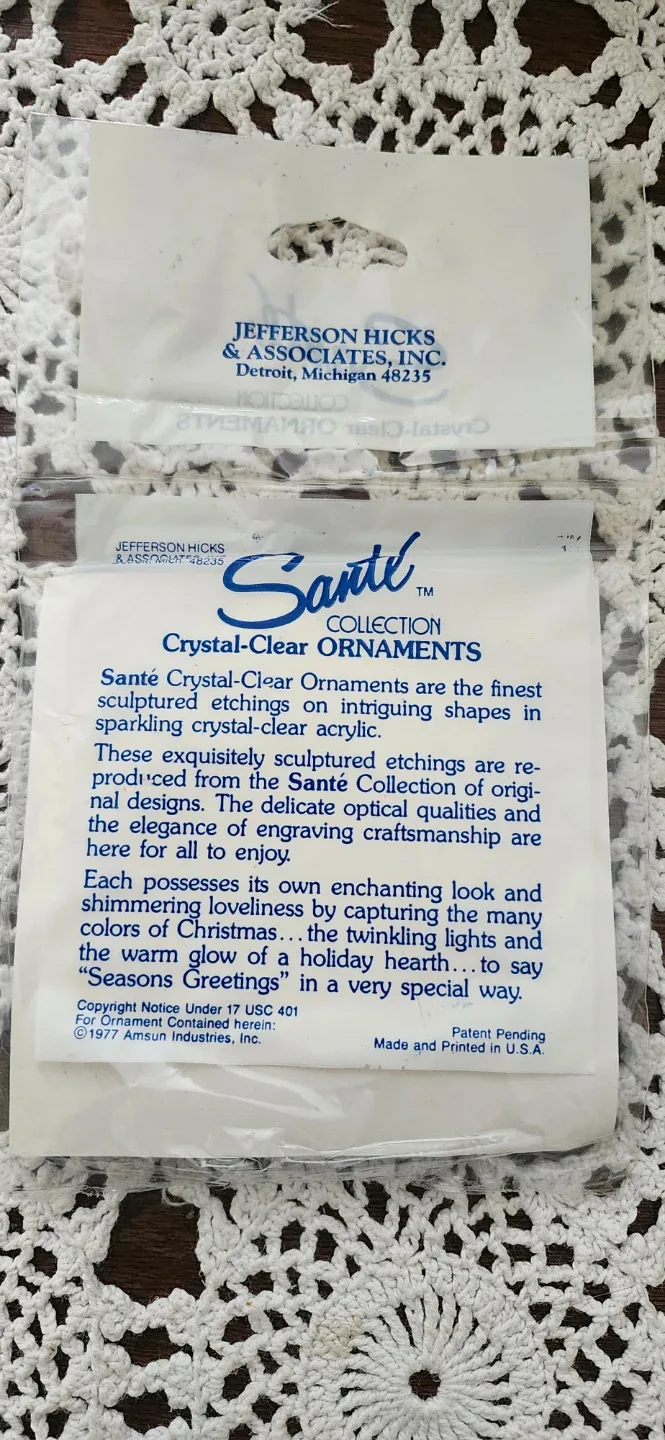 JEFFERSON HICKS
& ASSOCIATES, INC.
Detroit, Michigan 48235
COLLECTION
Crystal-Clear ORNAMENTS
JEFFERSON HICKS
48235
Santé ™
COLLECTION
Crystal-Clear ORNAMENTS
Santé Crystal-Clear Ornaments are the finest
sculptured etchings on intriguing shapes in
sparkling crystal-clear acrylic.
These exquisitely sculptured etchings are re-
produced from the Santé Collection of origi-
nal designs. The delicate optical qualities and
the elegance of engraving craftsmanship are
here for all to enjoy.
Each possesses its own enchanting look and
shimmering loveliness by capturing the many
colors of Christmas...the twinkling lights and
the warm glow of a holiday hearth...to say
“Seasons Greetings” in a very special way.
Copyright Notice Under 17 USC 401
For Ornament Contained herein:
©1977 Amsun Industries, Inc.
Patent Pending
Made and Printed in U.S.A.